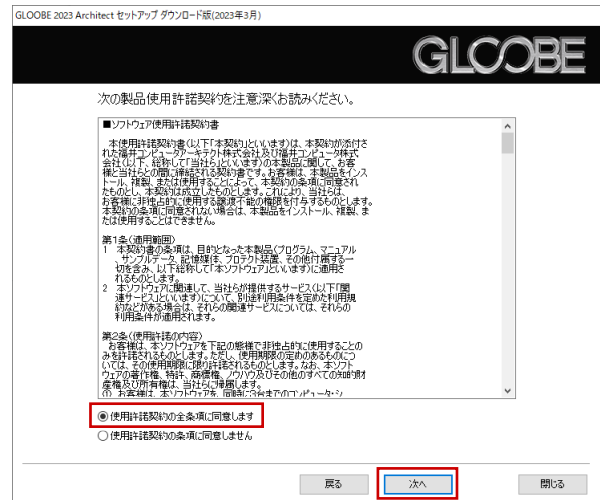 GLOOBE 2023 Architect セットアップ ダウンロード版(2023年3月)
GLOOBE
次の製品使用許諾契約を注意深くお読みください。
■ソフトウェア使用許諾契約書
本使用許諾契約書(以下「本契約」といいます)は、本契約が添付さ
れた福井コンピュータアーキテクト株式会社及び福井コンピュータ株式
会社(以下、総称して「当社ら」といいます)の本製品に関して、お客
様と当社らとの間に締結される契約書です。お客様は、本製品をインス
トール、複製、または使用することによって、本契約の条項に同意され
たものとし、本契約は成立したものとします。これにより、当社らは、
お客様に非独占的に使用する譲渡不能の権限を付与するものとします。
本契約の条項に同意されない場合は、本製品をインストール、複製、ま
たは使用することはできません。
第1条(適用範囲)
1 本契約書の条項は、目的となった本製品(プログラム、マニュアル
、サンプルデータ、記憶媒体、プロテクト装置、その他付属する一
切を含み、以下総称して「本ソフトウェア」といいます)に適用さ
れるものとします。
2 本ソフトウェアに関連して、当社らが提供するサービス(以下「関
連サービス」といいます)について、別途利用条件を定めた利用規
約などがある場合は、それらの関連サービスについては、それらの
利用条件が適用されます。
第2条(使用許諾の内容)
お客様は、本ソフトウェアを下記の態様で非独占的に使用することの
みを許諾されるものとします。ただし、使用期限の定めのあるものにつ
いては、その使用期限に限り許諾されるものとします。なお、本ソフト
ウェアの著作権、特許、商標権、ノウハウ及びその他のすべての知的財
産権及び所有権は、当社らに帰属します。
① お客様は、本ソフトウェアを、同時に3台までのコンピュータ・シ
使用許諾契約の全条項に同意します
使用許諾契約の条項に同意しません
戻る 次へ 閉じる